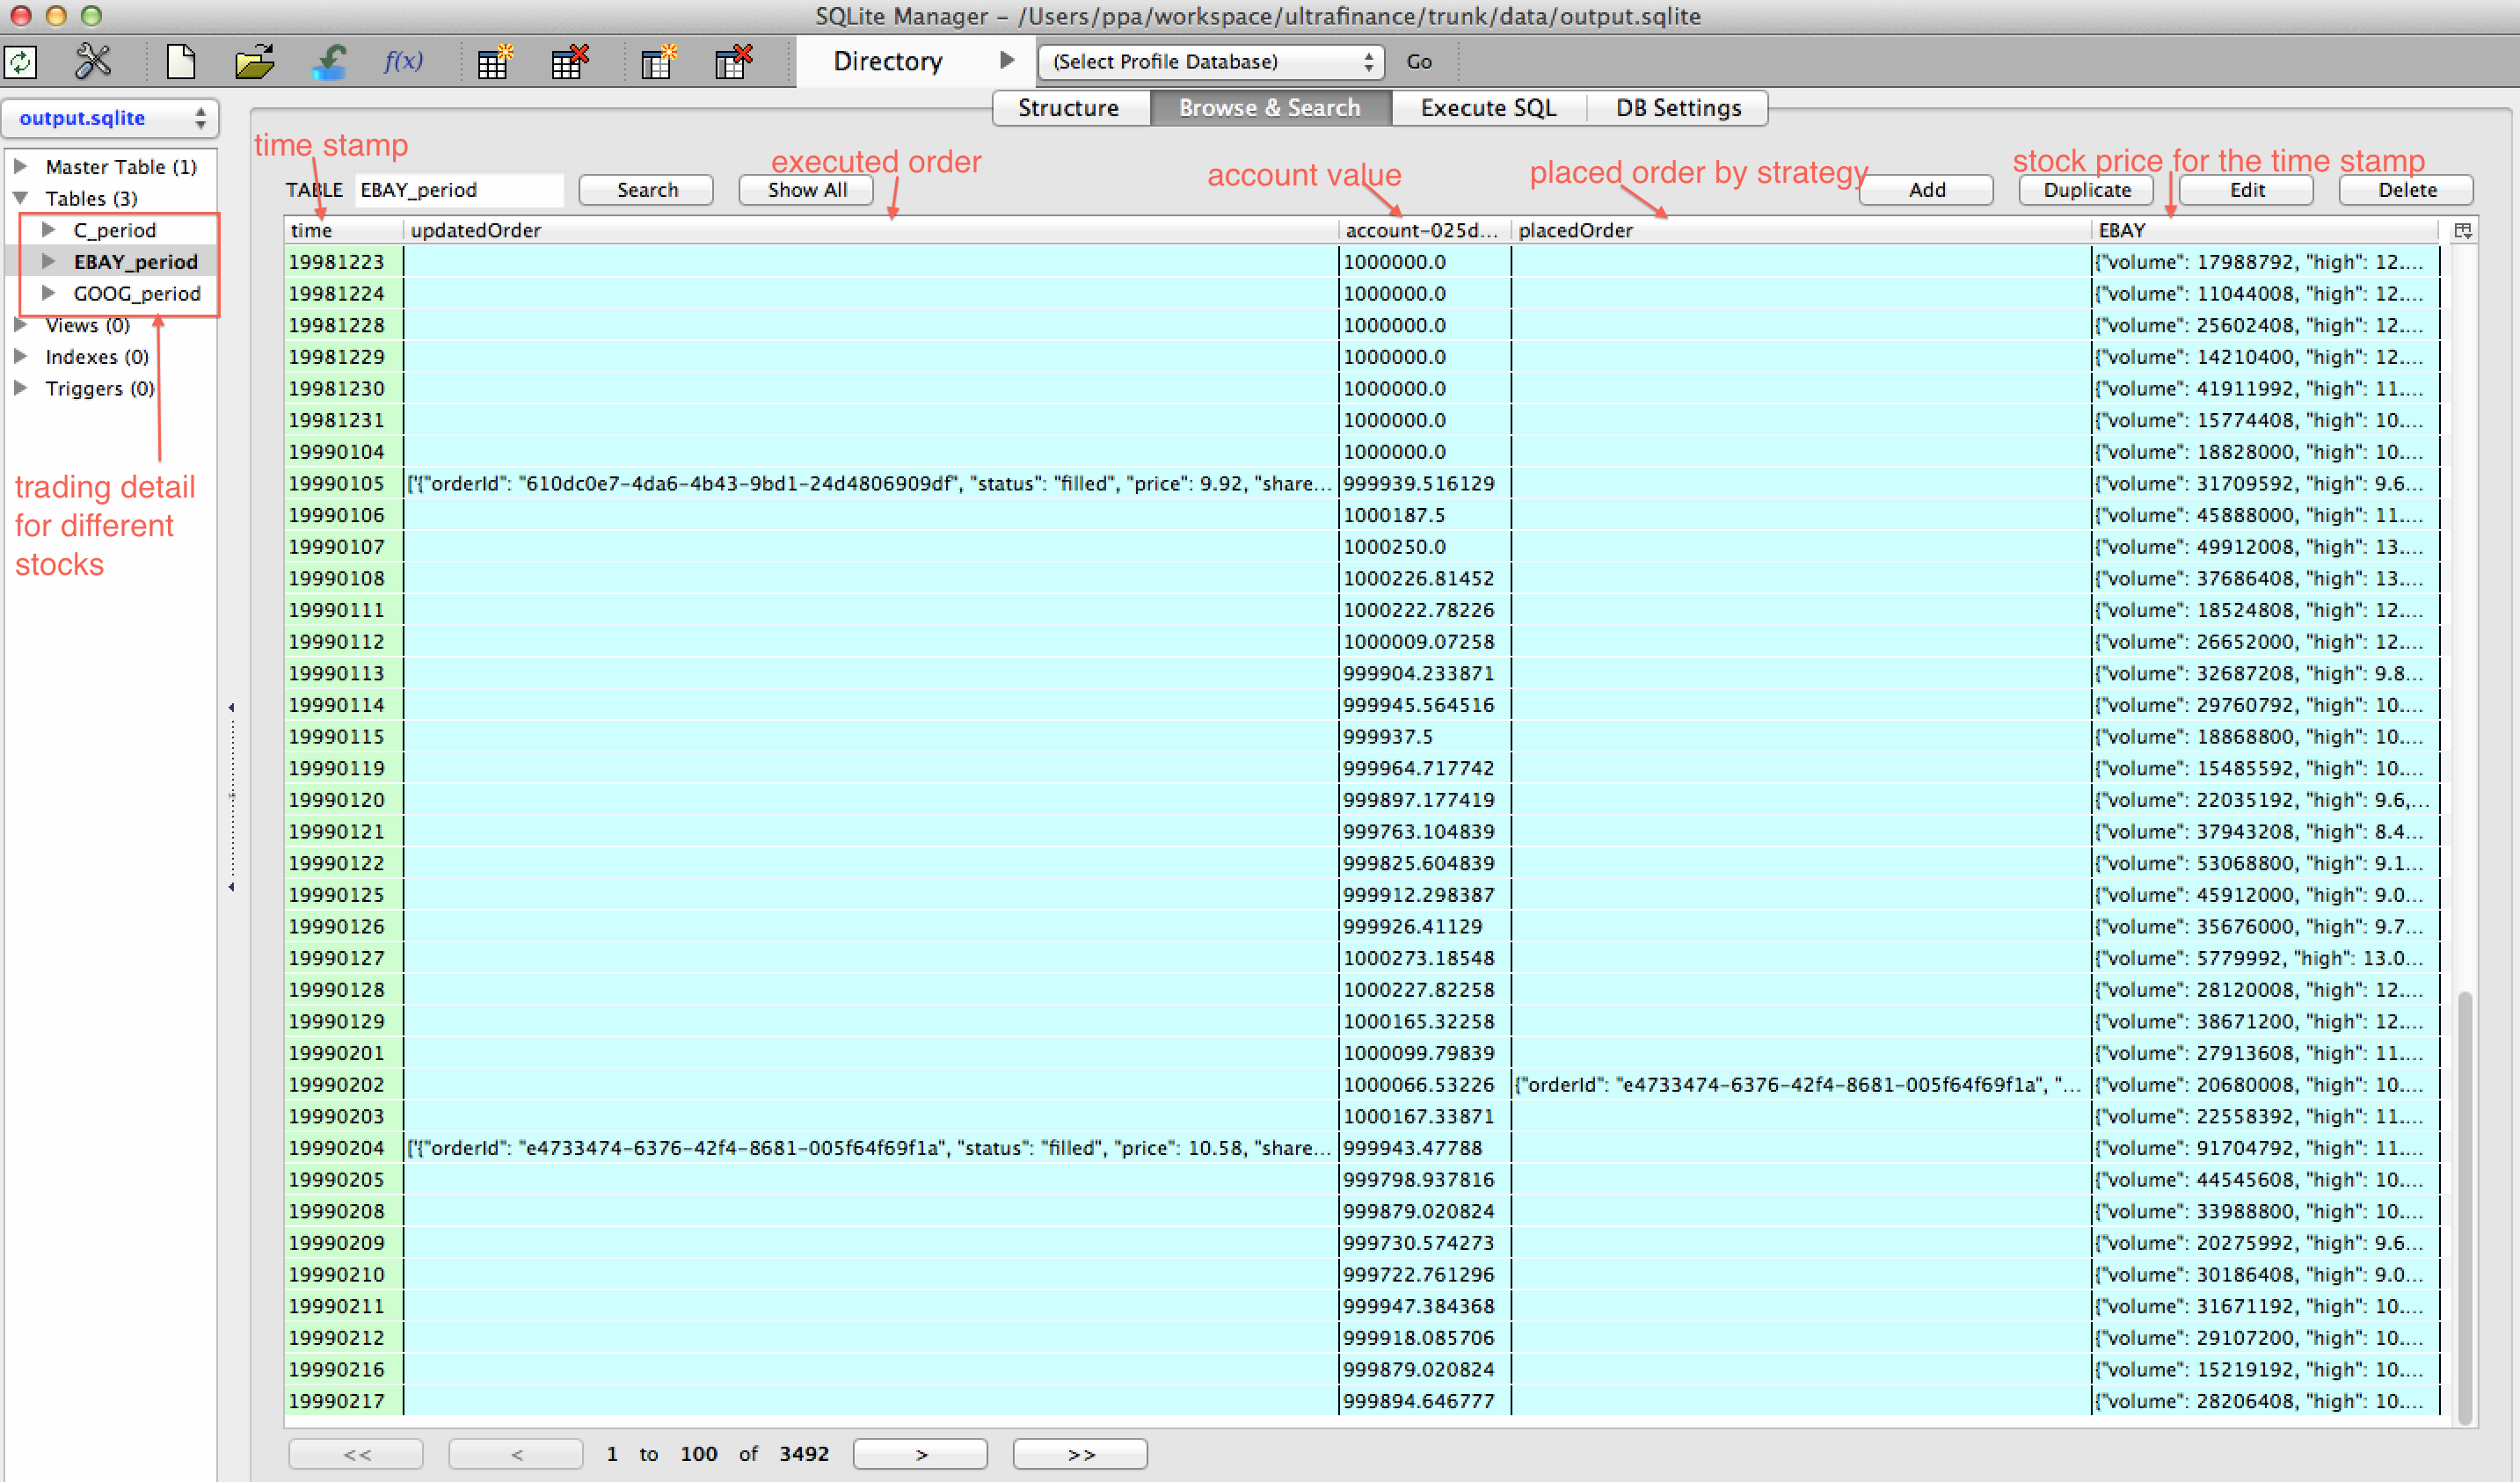 SQLite Manager – /Users/ppa/workspace/ultrafinance/trunk/data/output.sqlite
f(x) Directory (Select Profile Database) Go
output.sqlite
Structure Browse & Search Execute SQL DB Settings
time stamp executed order account value placed order by strategy stock price for the time stamp
Master Table (1)
Tables (3)
C_period
EBAY_period
GOOG_period
Views (0)
Indexes (0)
Triggers (0)
trading detail
for different
stocks
TABLE EBAY_period Search Show All Add Duplicate Edit Delete
time updatedOrder account-025d... placedOrder EBAY
19981223 1000000.0 {"volume": 17988792, "high": 12....
19981224 1000000.0 {"volume": 11044008, "high": 12....
19981228 1000000.0 {"volume": 25602408, "high": 12....
19981229 1000000.0 {"volume": 14210400, "high": 12....
19981230 1000000.0 {"volume": 41911992, "high": 11....
19981231 1000000.0 {"volume": 15774408, "high": 10....
19990104 1000000.0 {"volume": 18828000, "high": 10....
19990105 ['{"orderId": "610dc0e7-4da6-4b43-9bd1-24d4806909df", "status": "filled", "price": 9.92, "share... 999939.516129 {"volume": 31709592, "high": 9.6...
19990106 1000187.5 {"volume": 45888000, "high": 11....
19990107 1000250.0 {"volume": 49912008, "high": 13....
19990108 1000226.81452 {"volume": 37686408, "high": 13....
19990111 1000222.78226 {"volume": 18524808, "high": 12....
19990112 1000009.07258 {"volume": 26652000, "high": 12....
19990113 999904.233871 {"volume": 32687208, "high": 9.8...
19990114 999945.564516 {"volume": 29760792, "high": 10....
19990115 999937.5 {"volume": 18868800, "high": 10....
19990119 999964.717742 {"volume": 15485592, "high": 10....
19990120 999897.177419 {"volume": 22035192, "high": 9.6,...
19990121 999763.104839 {"volume": 37943208, "high": 8.4...
19990122 999825.604839 {"volume": 53068800, "high": 9.1...
19990125 999912.298387 {"volume": 45912000, "high": 9.0...
19990126 999926.41129 {"volume": 35676000, "high": 9.7...
19990127 1000273.18548 {"volume": 5779992, "high": 13.0...
19990128 1000227.82258 {"volume": 28120008, "high": 12....
19990129 1000165.32258 {"volume": 38671200, "high": 12....
19990201 1000099.79839 {"volume": 27913608, "high": 11....
19990202 1000066.53226 {"orderId": "e4733474-6376-42f4-8681-005f64f69f1a", "... {"volume": 20680008, "high": 10....
19990203 1000167.33871 {"volume": 22558392, "high": 11....
19990204 ['{"orderId": "e4733474-6376-42f4-8681-005f64f69f1a", "status": "filled", "price": 10.58, "share... 999943.47788 {"volume": 91704792, "high": 11....
19990205 999798.937816 {"volume": 44545608, "high": 10....
19990208 999879.020824 {"volume": 33988800, "high": 10....
19990209 999730.574273 {"volume": 20275992, "high": 9.6...
19990210 999722.761296 {"volume": 30186408, "high": 9.0...
19990211 999947.384368 {"volume": 31671192, "high": 10....
19990212 999918.085706 {"volume": 29107200, "high": 10....
19990216 999879.020824 {"volume": 15219192, "high": 10....
19990217 999894.646777 {"volume": 28206408, "high": 10....
<< < 1 to 100 of 3492 > >>